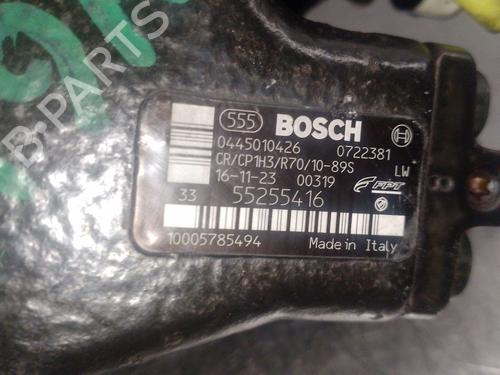 555 BOSCH
0445010426 0722381
CR/CP1H3/R70/10-89S LW
16-11-23 00319 FPT
33 55255416
10005785494 Made in Italy